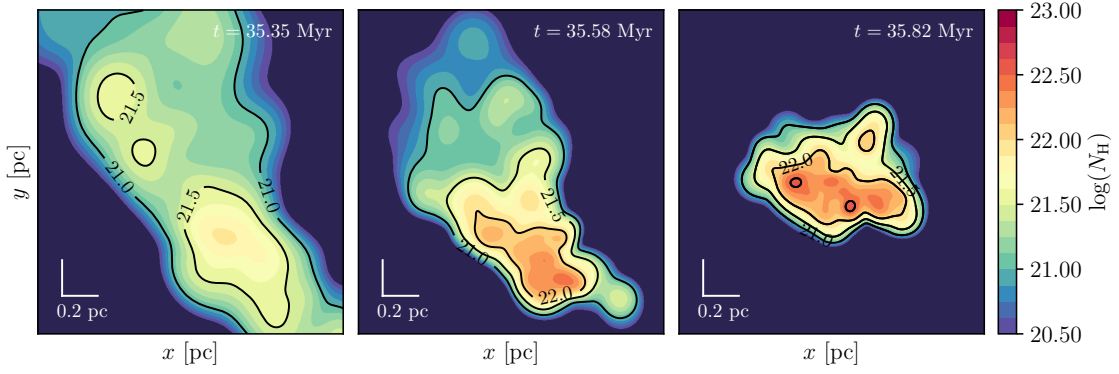 t = 35.35 Myr
21.5
21.0
21.5
21.0
0.2 pc
x [pc]
y [pc]
t = 35.58 Myr
21.5
21.0
22.0
0.2 pc
x [pc]
t = 35.82 Myr
22.0
21.5
21.0
0.2 pc
x [pc]
23.00
22.50
22.00
21.50
21.00
20.50
log(N_H)